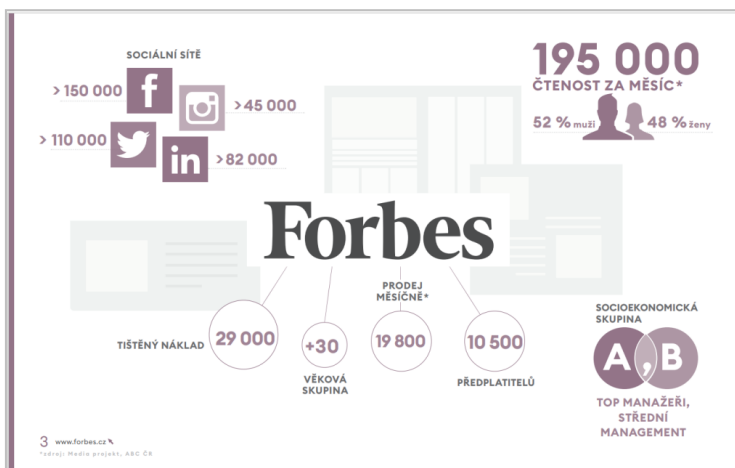 SOCIÁLNÍ SÍTĚ
> 150 000
> 45 000
> 110 000
in
> 82 000
195 000
ČTENOST ZA MĚSÍC*
52 % muži
48 % ženy
Forbes
TIŠTĚNÝ NÁKLAD
29 000
+30
VĚKOVÁ
SKUPINA
PRODEJ
MĚSÍČNĚ*
19 800
10 500
PŘEDPLATITELŮ
SOCIOEKONOMICKÁ
SKUPINA
A,B
TOP MANAŽEŘI,
STŘEDNÍ
MANAGEMENT
3 www.forbes.cz
*zdroj: Media projekt, ABC ČR